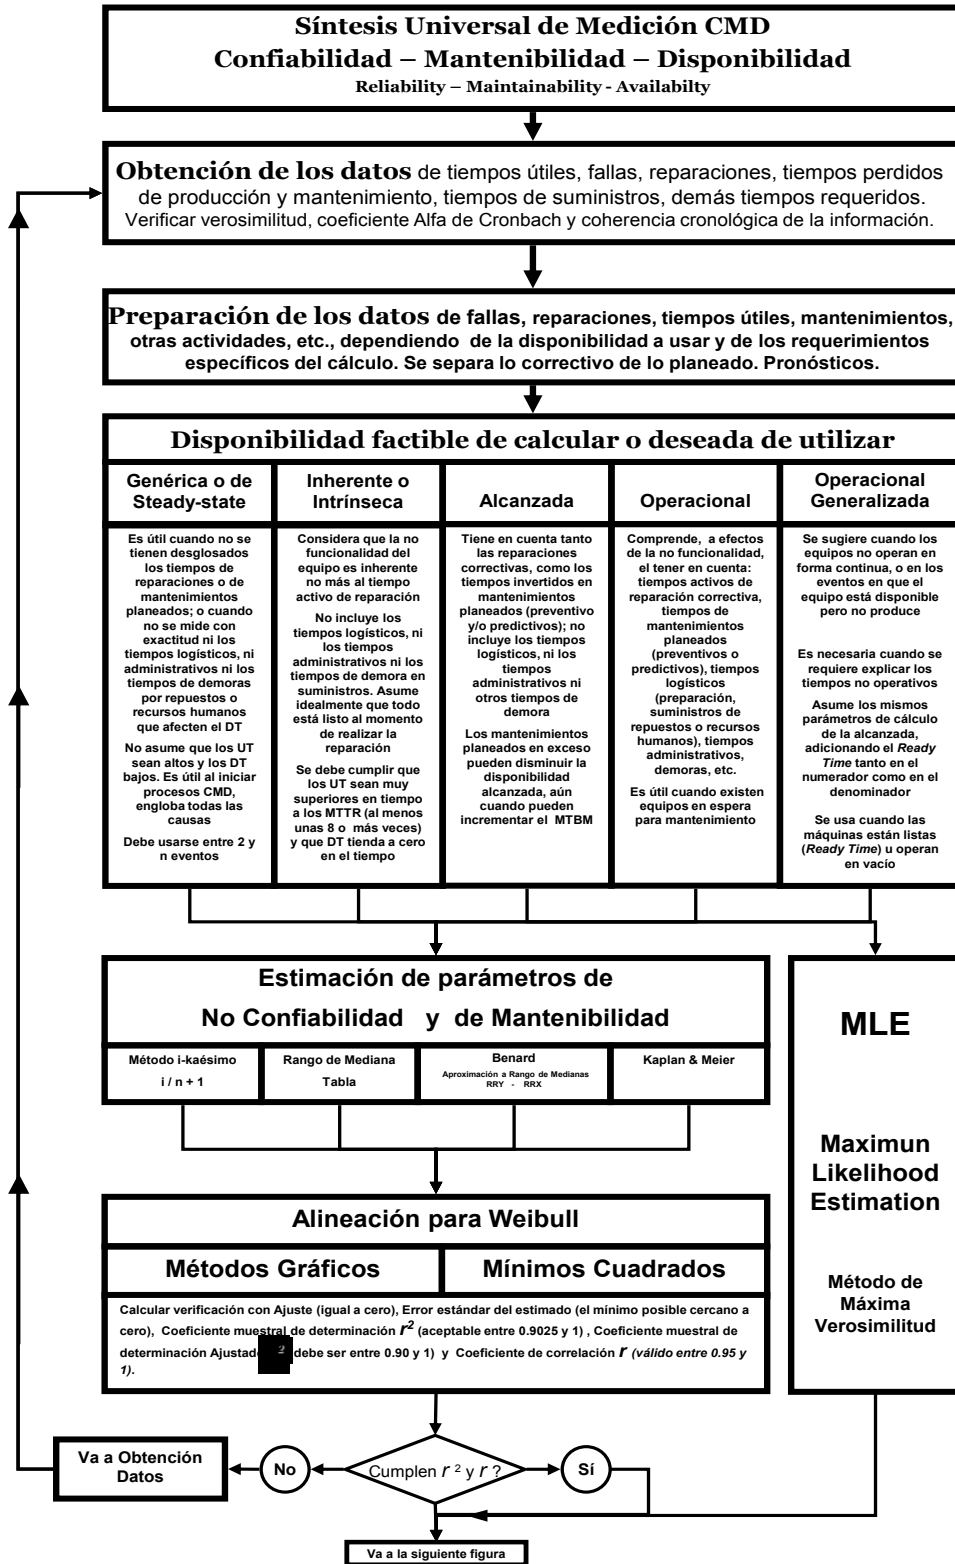 Síntesis Universal de Medición CMD
Confiabilidad – Mantenibilidad – Disponibilidad
Reliability – Maintainability - Availabilty
Obtención de los datos de tiempos útiles, fallas, reparaciones, tiempos perdidos
de producción y mantenimiento, tiempos de suministros, demás tiempos requeridos.
Verificar verosimilitud, coeficiente Alfa de Cronbach y coherencia cronológica de la información.
Preparación de los datos de fallas, reparaciones, tiempos útiles, mantenimientos,
otras actividades, etc., dependiendo de la disponibilidad a usar y de los requerimientos
específicos del cálculo. Se separa lo correctivo de lo planeado. Pronósticos.
Disponibilidad factible de calcular o deseada de utilizar
Genérica o de
Steady-state
Es útil cuando no se
tienen desglosados
los tiempos de
reparaciones o de
mantenimientos
planeados; o cuando
no se mide con
exactitud ni los
tiempos logísticos, ni
administrativos ni los
tiempos de demoras
por repuestos o
recursos humanos
que afecten el DT
No asume que los UT
sean altos y los DT
bajos. Es útil al iniciar
procesos CMD,
engloba todas las
causas
Debe usarse entre 2 y
n eventos
Inherente o
Intrínseca
Considera que la no
funcionalidad del
equipo es inherente
no más al tiempo
activo de reparación
No incluye los
tiempos logísticos, ni
los tiempos
administrativos ni los
tiempos de demora en
suministros. Asume
idealmente que todo
está listo al momento
de realizar la
reparación
Se debe cumplir que
los UT sean muy
superiores en tiempo
a los MTTR (al menos
unas 8 o más veces)
y que DT tienda a cero
en el tiempo
Alcanzada
Tiene en cuenta tanto
las reparaciones
correctivas, como los
tiempos invertidos en
mantenimientos
planeados (preventivo
y/o predictivos); no
incluye los tiempos
logísticos, ni los
tiempos
administrativos ni
otros tiempos de
demora
Los mantenimientos
planeados en exceso
pueden disminuir la
disponibilidad
alcanzada, aún
cuando pueden
incrementar el MTBM
Operacional
Comprende, a efectos
de la no funcionalidad,
el tener en cuenta:
tiempos activos de
reparación correctiva,
tiempos de
mantenimientos
planeados
(preventivos o
predictivos), tiempos
logísticos
(preparación,
suministros de
repuestos o recursos
humanos), tiempos
administrativos,
demoras, etc.
Es útil cuando existen
equipos en espera
para mantenimiento
Operacional
Generalizada
Se sugiere cuando los
equipos no operan en
forma continua, o en los
eventos en que el
equipo está disponible
pero no produce
Es necesaria cuando se
requiere explicar los
tiempos no operativos
Asume los mismos
parámetros de cálculo
de la alcanzada,
adicionando el Ready
Time tanto en el
numerador como en el
denominador
Se usa cuando las
máquinas están listas
(Ready Time) u operan
en vacío
Estimación de parámetros de
No Confiabilidad y de Mantenibilidad
Método i-kaésimo
i / n + 1
Rango de Mediana
Tabla
Benard
Aproximación a Rango de Medianas
RRY - RRX
Kaplan & Meier
MLE
Maximun
Likelihood
Estimation
Método de
Máxima
Verosimilitud
Alineación para Weibull
Métodos Gráficos
Mínimos Cuadrados
Calcular verificación con Ajuste (igual a cero), Error estándar del estimado (el mínimo posible cercano a
cero), Coeficiente muestral de determinación r² (aceptable entre 0.9025 y 1) , Coeficiente muestral de
determinación 2 debe ser entre 0.90 y 1) y Coeficiente de correlación r (válido entre 0.95 y
1).
Va a Obtención
Datos
No
Cumplen r ² y r ?
Sí
Va a la siguiente figura